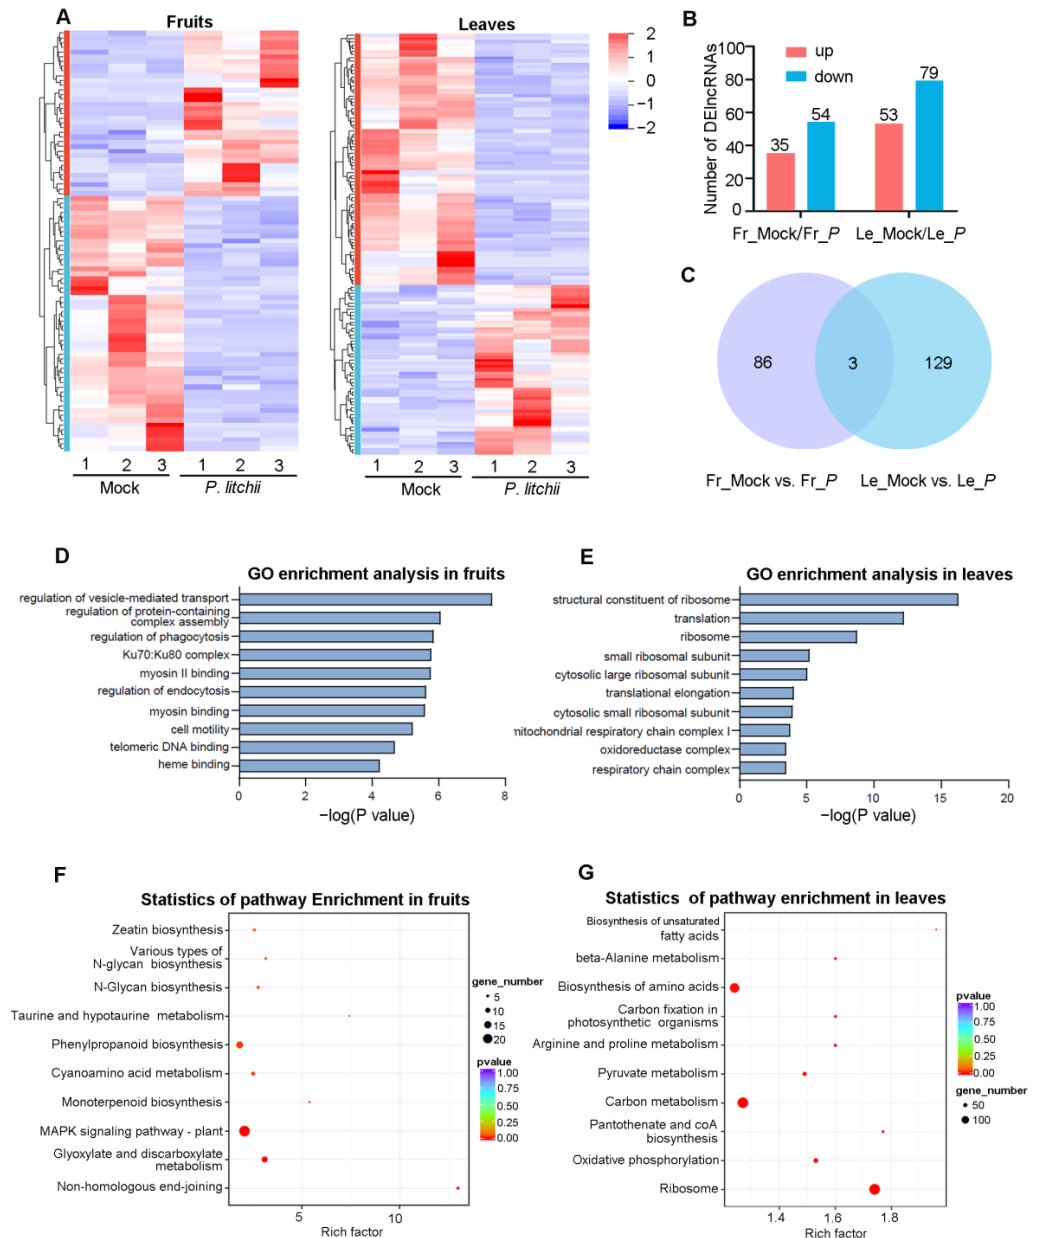 A
Fruits
Leaves
2
1
0
−1
−2
1 2 3 1 2 3
Mock P. litchii
1 2 3 1 2 3
Mock P. litchii
B
Number of DElncRNAs
100
80
60
40
20
0
up
down
35
54
53
79
Fr_Mock/Fr_P Le_Mock/Le_P
C
86 3 129
Fr_Mock vs. Fr_P Le_Mock vs. Le_P
D
GO enrichment analysis in fruits
regulation of vesicle-mediated transport
regulation of protein-containing
complex assembly
regulation of phagocytosis
Ku70:Ku80 complex
myosin II binding
regulation of endocytosis
myosin binding
cell motility
telomeric DNA binding
heme binding
0 2 4 6 8
−log(P value)
E
GO enrichment analysis in leaves
structural constituent of ribosome
translation
ribosome
small ribosomal subunit
cytosolic large ribosomal subunit
translational elongation
cytosolic small ribosomal subunit
mitochondrial respiratory chain complex I
oxidoreductase complex
respiratory chain complex
0 5 10 15 20
−log(P value)
F
Statistics of pathway Enrichment in fruits
Zeatin biosynthesis
Various types of
N-glycan biosynthesis
N-Glycan biosynthesis
Taurine and hypotaurine metabolism
Phenylpropanoid biosynthesis
Cyanoamino acid metabolism
Monoterpenoid biosynthesis
MAPK signaling pathway - plant
Glyoxylate and discarboxylate
metabolism
Non-homologous end-joining
5 10
Rich factor
gene_number
5
10
15
20
pvalue
1.00
0.75
0.50
0.25
0.00
G
Statistics of pathway enrichment in leaves
Biosynthesis of unsaturated
fatty acids
beta-Alanine metabolism
Biosynthesis of amino acids
Carbon fixation in
photosynthetic organisms
Arginine and proline metabolism
Pyruvate metabolism
Carbon metabolism
Pantothenate and coA
biosynthesis
Oxidative phosphorylation
Ribosome
1.4 1.6 1.8
Rich factor
pvalue
1.00
0.75
0.50
0.25
0.00
gene_number
50
100